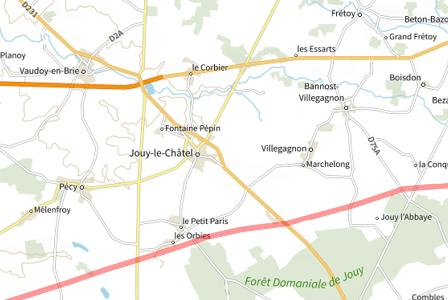 D231
D2A
Frétoy
Beton-Bazo
Grand Frétoy
les Essarts
Planoy
Vaudoy-en-Brie
le Corbier
Boisdon
Bannost-
Villegagnon
Beza
Fontaine Pépin
Jouy-le-Châtel
Villegagnon
D75A
Marchelong
la Conqu
Pécy
Mélenfroy
le Petit Paris
les Orbies
Jouy l'Abbaye
Forêt Domaniale de Jouy
Combles